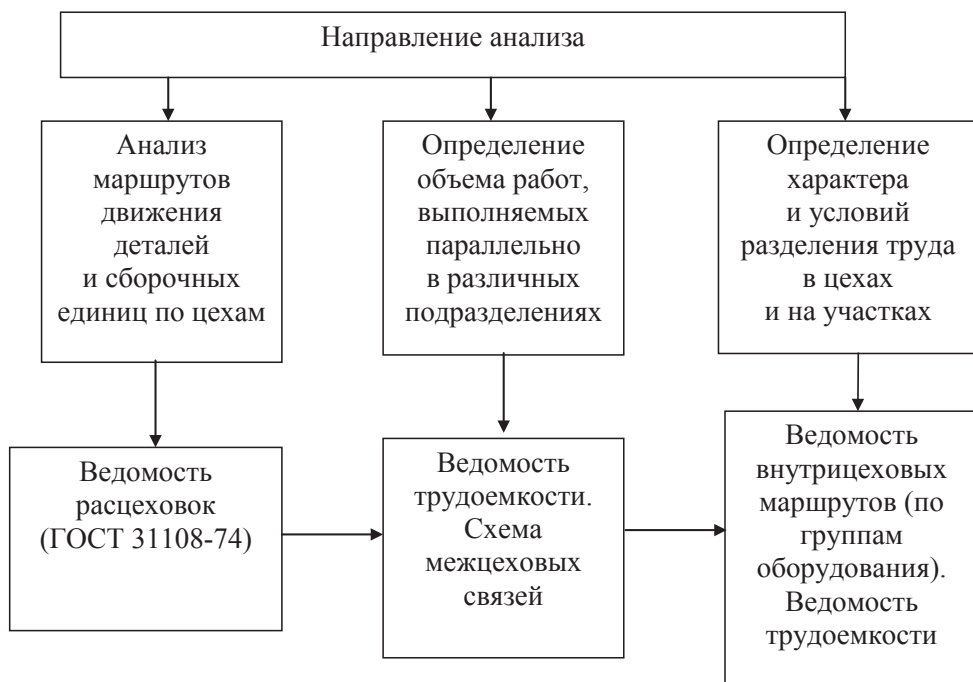 Направление анализа
Анализ
маршрутов
движения
деталей
и сборочных
единиц по цехам
Определение
объема работ,
выполняемых
параллельно
в различных
подразделениях
Определение
характера
и условий
разделения труда
в цехах
и на участках
Ведомость
расцеховок
(ГОСТ 31108-74)
Ведомость
трудоемкости.
Схема
межцеховых
связей
Ведомость
внутрицеховых
маршрутов (по
группам
оборудования).
Ведомость
трудоемкости